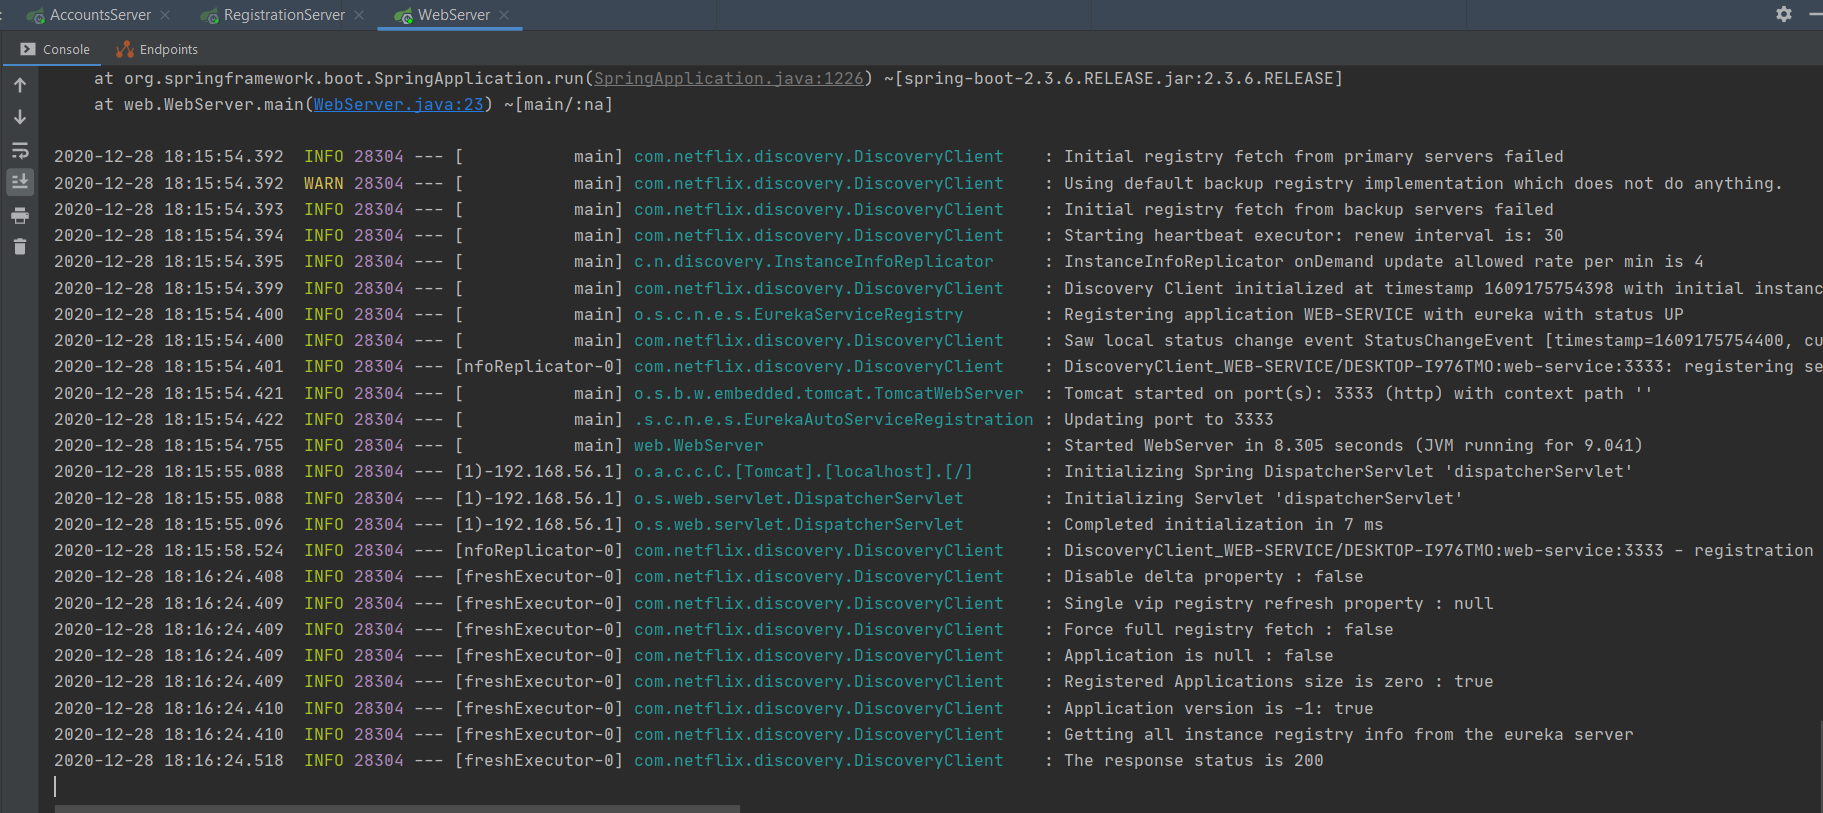 AccountsServer RegistrationServer WebServer
Console Endpoints
at org.springframework.boot.SpringApplication.run(SpringApplication.java:1226) ~[spring-boot-2.3.6.RELEASE.jar:2.3.6.RELEASE]
at web.WebServer.main(WebServer.java:23) ~[main/:na]
2020-12-28 18:15:54.392  INFO 28304 --- [           main] com.netflix.discovery.DiscoveryClient    : Initial registry fetch from primary servers failed
2020-12-28 18:15:54.392  WARN 28304 --- [           main] com.netflix.discovery.DiscoveryClient    : Using default backup registry implementation which does not do anything.
2020-12-28 18:15:54.393  INFO 28304 --- [           main] com.netflix.discovery.DiscoveryClient    : Initial registry fetch from backup servers failed
2020-12-28 18:15:54.394  INFO 28304 --- [           main] com.netflix.discovery.DiscoveryClient    : Starting heartbeat executor: renew interval is: 30
2020-12-28 18:15:54.395  INFO 28304 --- [           main] c.n.discovery.InstanceInfoReplicator     : InstanceInfoReplicator onDemand update allowed rate per min is 4
2020-12-28 18:15:54.399  INFO 28304 --- [           main] com.netflix.discovery.DiscoveryClient    : Discovery Client initialized at timestamp 1609175754398 with initial instanc
2020-12-28 18:15:54.400  INFO 28304 --- [           main] o.s.c.n.e.s.EurekaServiceRegistry        : Registering application WEB-SERVICE with eureka with status UP
2020-12-28 18:15:54.400  INFO 28304 --- [           main] com.netflix.discovery.DiscoveryClient    : Saw local status change event StatusChangeEvent [timestamp=1609175754400, cu
2020-12-28 18:15:54.401  INFO 28304 --- [nfoReplicator-0] com.netflix.discovery.DiscoveryClient    : DiscoveryClient_WEB-SERVICE/DESKTOP-I976TMO:web-service:3333: registering se
2020-12-28 18:15:54.421  INFO 28304 --- [           main] o.s.b.w.embedded.tomcat.TomcatWebServer  : Tomcat started on port(s): 3333 (http) with context path ''
2020-12-28 18:15:54.422  INFO 28304 --- [           main] .s.c.n.e.s.EurekaAutoServiceRegistration : Updating port to 3333
2020-12-28 18:15:54.755  INFO 28304 --- [           main] web.WebServer                            : Started WebServer in 8.305 seconds (JVM running for 9.041)
2020-12-28 18:15:55.088  INFO 28304 --- [1)-192.168.56.1] o.a.c.c.C.[Tomcat].[localhost].[/]       : Initializing Spring DispatcherServlet 'dispatcherServlet'
2020-12-28 18:15:55.088  INFO 28304 --- [1)-192.168.56.1] o.s.web.servlet.DispatcherServlet        : Initializing Servlet 'dispatcherServlet'
2020-12-28 18:15:55.096  INFO 28304 --- [1)-192.168.56.1] o.s.web.servlet.DispatcherServlet        : Completed initialization in 7 ms
2020-12-28 18:15:58.524  INFO 28304 --- [nfoReplicator-0] com.netflix.discovery.DiscoveryClient    : DiscoveryClient_WEB-SERVICE/DESKTOP-I976TMO:web-service:3333 - registration
2020-12-28 18:16:24.408  INFO 28304 --- [freshExecutor-0] com.netflix.discovery.DiscoveryClient    : Disable delta property : false
2020-12-28 18:16:24.409  INFO 28304 --- [freshExecutor-0] com.netflix.discovery.DiscoveryClient    : Single vip registry refresh property : null
2020-12-28 18:16:24.409  INFO 28304 --- [freshExecutor-0] com.netflix.discovery.DiscoveryClient    : Force full registry fetch : false
2020-12-28 18:16:24.409  INFO 28304 --- [freshExecutor-0] com.netflix.discovery.DiscoveryClient    : Application is null : false
2020-12-28 18:16:24.409  INFO 28304 --- [freshExecutor-0] com.netflix.discovery.DiscoveryClient    : Registered Applications size is zero : true
2020-12-28 18:16:24.410  INFO 28304 --- [freshExecutor-0] com.netflix.discovery.DiscoveryClient    : Application version is -1: true
2020-12-28 18:16:24.410  INFO 28304 --- [freshExecutor-0] com.netflix.discovery.DiscoveryClient    : Getting all instance registry info from the eureka server
2020-12-28 18:16:24.518  INFO 28304 --- [freshExecutor-0] com.netflix.discovery.DiscoveryClient    : The response status is 200